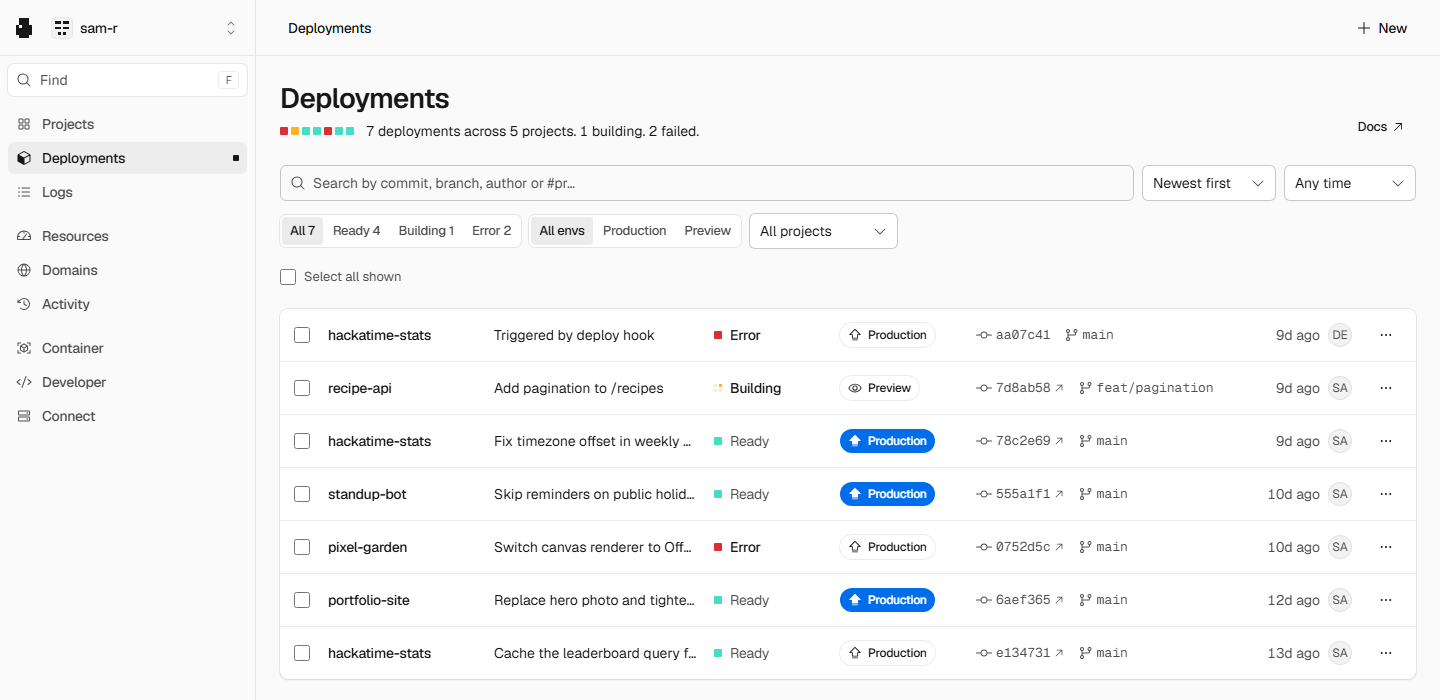 sam-r
Deployments
New
Find F
Projects
Deployments
Logs
Resources
Domains
Activity
Container
Developer
Connect
Deployments
7 deployments across 5 projects. 1 building. 2 failed.
Docs
Search by commit, branch, author or #pr...
Newest first
Any time
All 7 Ready 4 Building 1 Error 2
All envs Production Preview
All projects
Select all shown
hackatime-stats Triggered by deploy hook Error Production aa07c41 main 9d ago DE
recipe-api Add pagination to /recipes Building Preview 7d8ab58 feat/pagination 9d ago SA
hackatime-stats Fix timezone offset in weekly ... Ready Production 78c2e69 main 9d ago SA
standup-bot Skip reminders on public holid... Ready Production 555a1f1 main 10d ago SA
pixel-garden Switch canvas renderer to Off... Error Production 0752d5c main 10d ago SA
portfolio-site Replace hero photo and tighte... Ready Production 6aef365 main 12d ago SA
hackatime-stats Cache the leaderboard query f... Ready Production e134731 main 13d ago SA